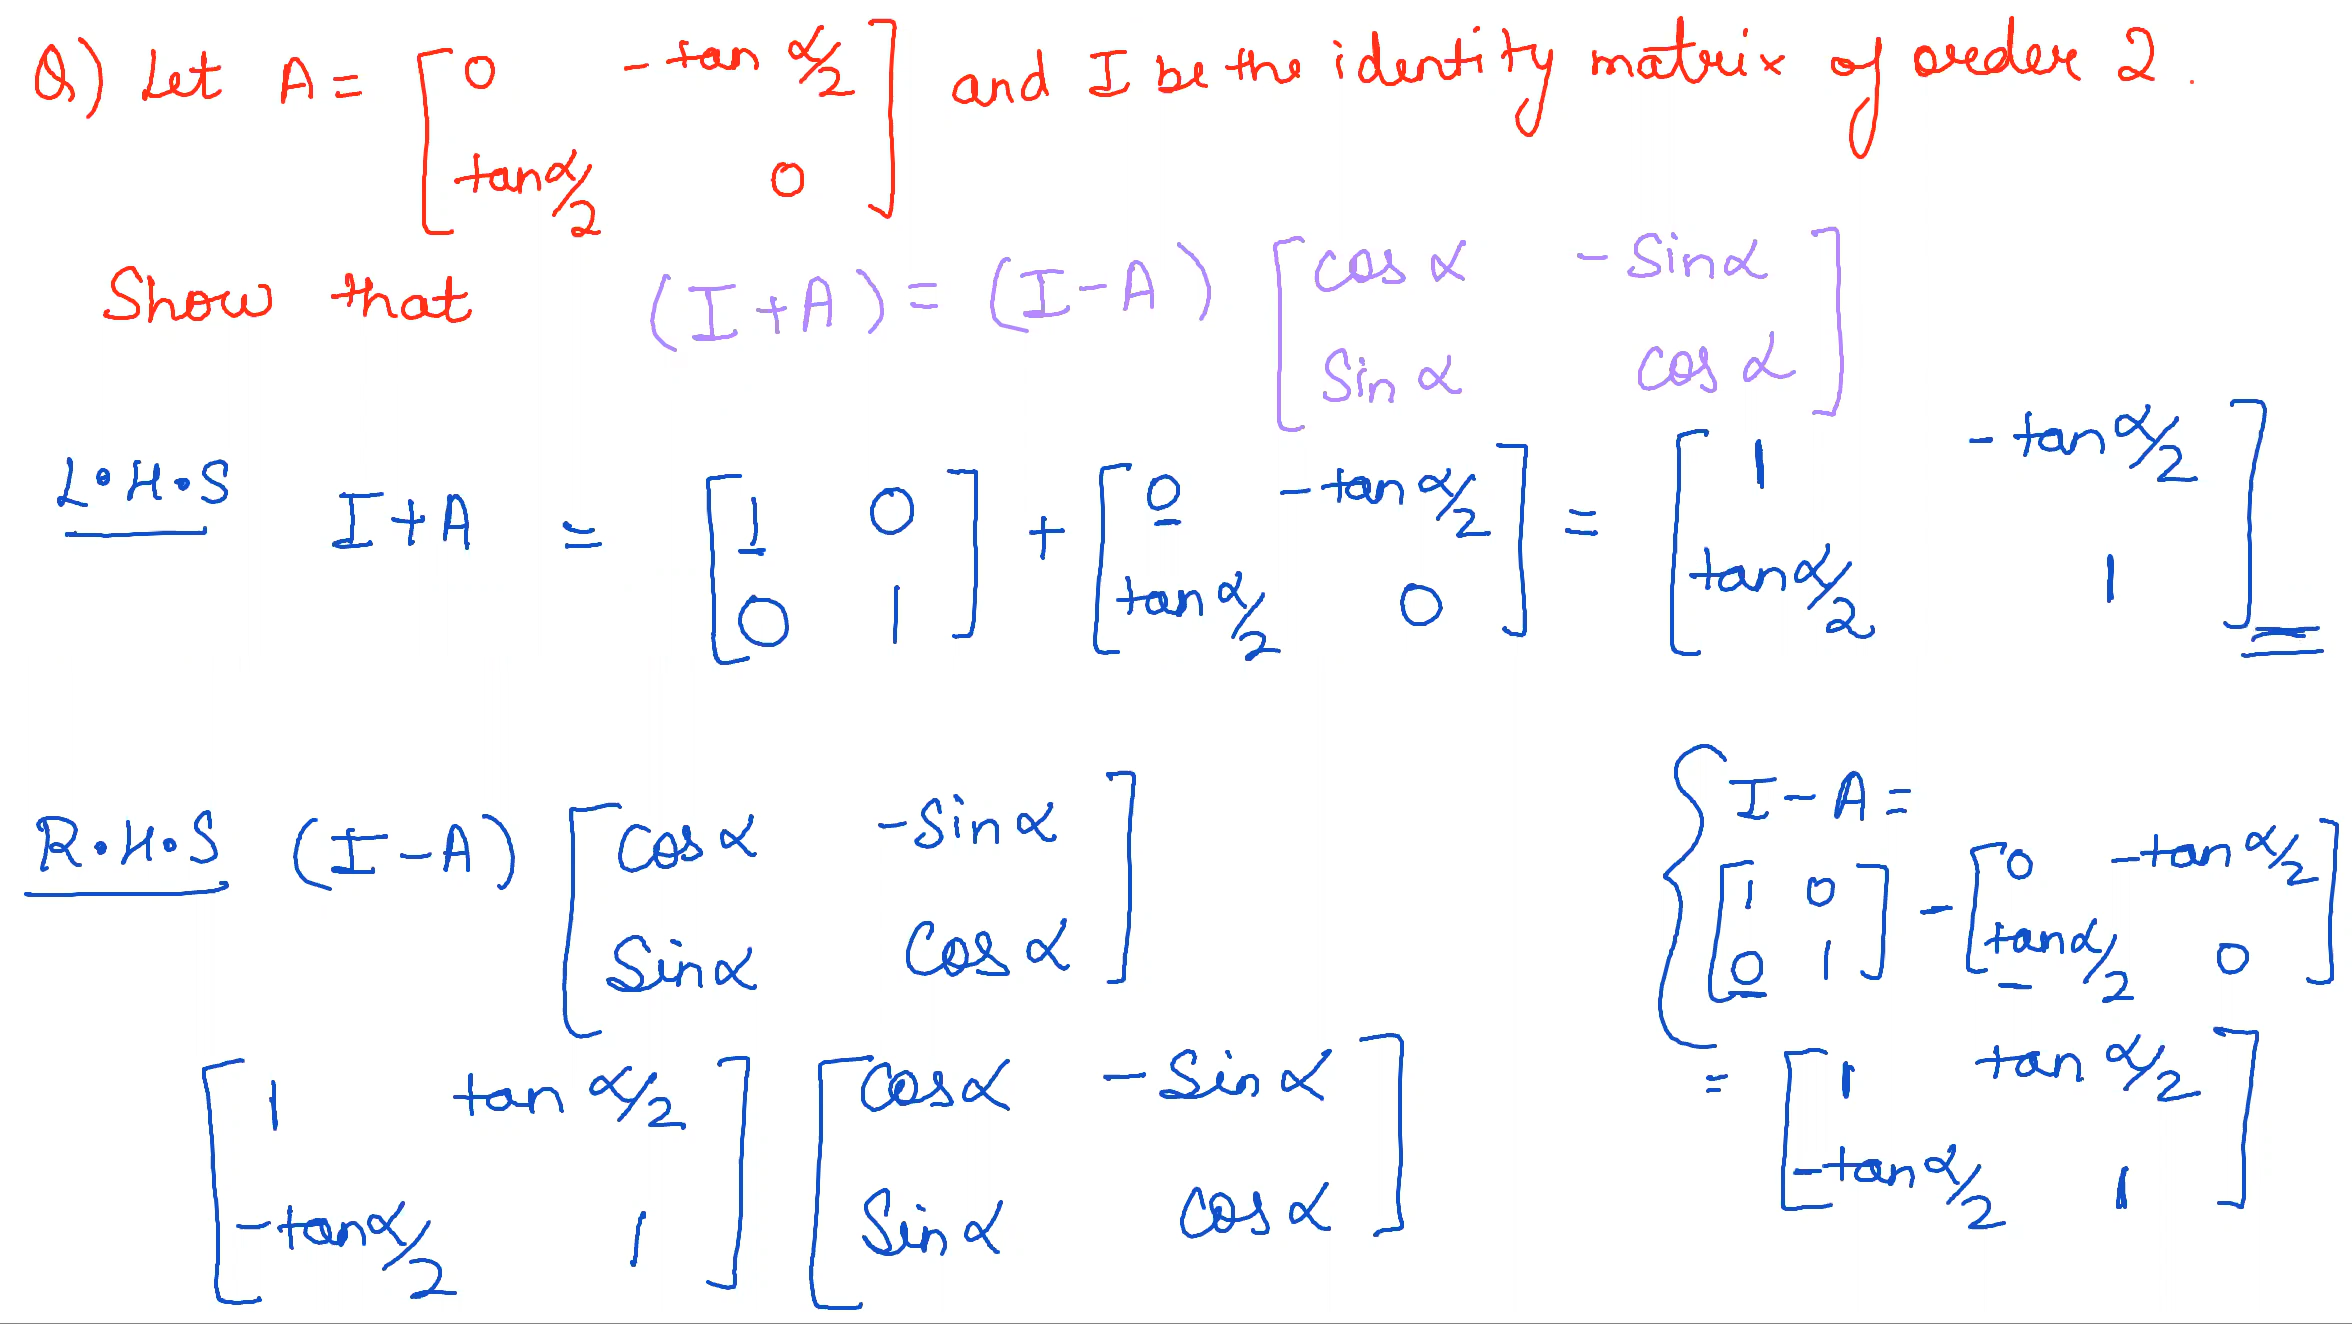 Q) Let A = [0 -tan α/2 ; tan α/2 0] and I be the identity matrix of order 2.
Show that (I+A) = (I-A) [cos α -Sin α ; Sin α cos α]
L.H.S I+A = [1 0 ; 0 1] + [0 -tan α/2 ; tan α/2 0] = [1 -tan α/2 ; tan α/2 1]
R.H.S (I-A) [Cos α -Sin α ; Sin α Cos α]
[1 tan α/2 ; -tan α/2 1] [Cos α -Sin α ; Sin α cos α]
{ I-A =
[1 0 ; 0 1] - [0 -tan α/2 ; tan α/2 0]
= [1 tan α/2 ; -tan α/2 1]